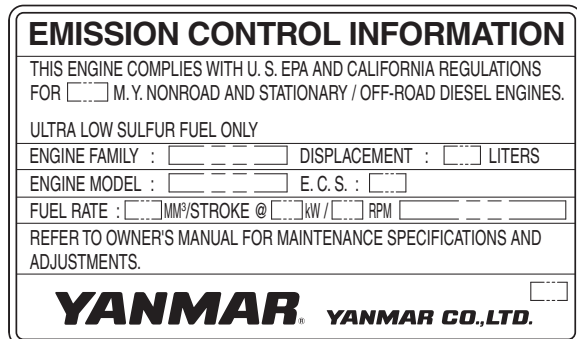 EMISSION CONTROL INFORMATION
THIS ENGINE COMPLIES WITH U. S. EPA AND CALIFORNIA REGULATIONS
FOR M. Y. NONROAD AND STATIONARY / OFF-ROAD DIESEL ENGINES.
ULTRA LOW SULFUR FUEL ONLY
ENGINE FAMILY : DISPLACEMENT : LITERS
ENGINE MODEL : E. C. S. :
FUEL RATE : MM³/STROKE @ kW / RPM
REFER TO OWNER'S MANUAL FOR MAINTENANCE SPECIFICATIONS AND
ADJUSTMENTS.
YANMAR® YANMAR CO.,LTD.